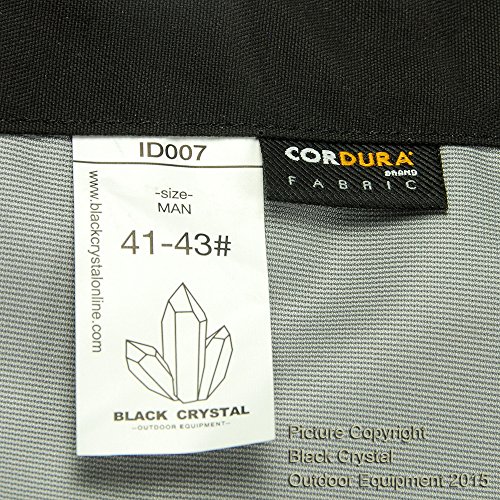 ID007
-size-
MAN
41-43#
www.blackcrystalonline.com
BLACK CRYSTAL
—OUTDOOR EQUIPMENT—
CORDURA®
BRAND
FABRIC
Picture Copyright
Black Crystal
Outdoor Equipment 2015